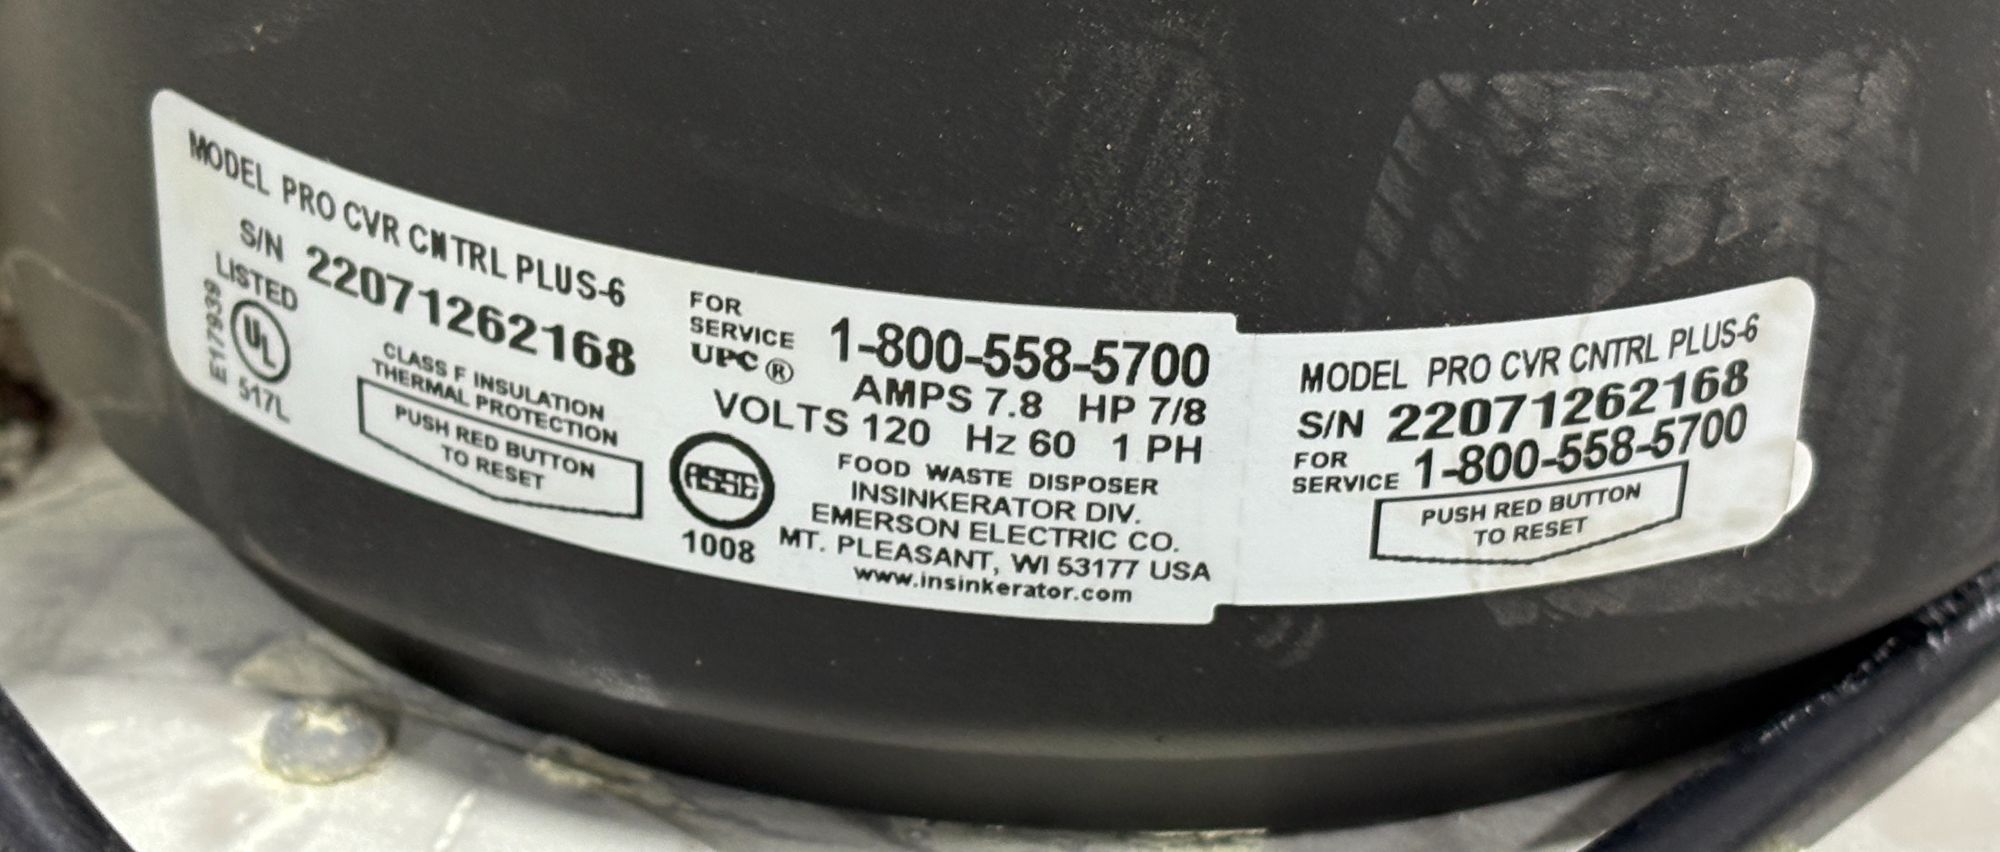 MODEL PRO CVR CNTRL PLUS-6
S/N 22071262168
LISTED
UL
E179939
517L
CLASS F INSULATION
THERMAL PROTECTION
PUSH RED BUTTON
TO RESET
FOR
SERVICE 1-800-558-5700
UPC ®
AMPS 7.8 HP 7/8
VOLTS 120 Hz 60 1 PH
ASSE
1008
FOOD WASTE DISPOSER
INSINKERATOR DIV.
EMERSON ELECTRIC CO.
MT. PLEASANT, WI 53177 USA
www.insinkerator.com
MODEL PRO CVR CNTRL PLUS-6
S/N 22071262168
FOR
SERVICE 1-800-558-5700
PUSH RED BUTTON
TO RESET